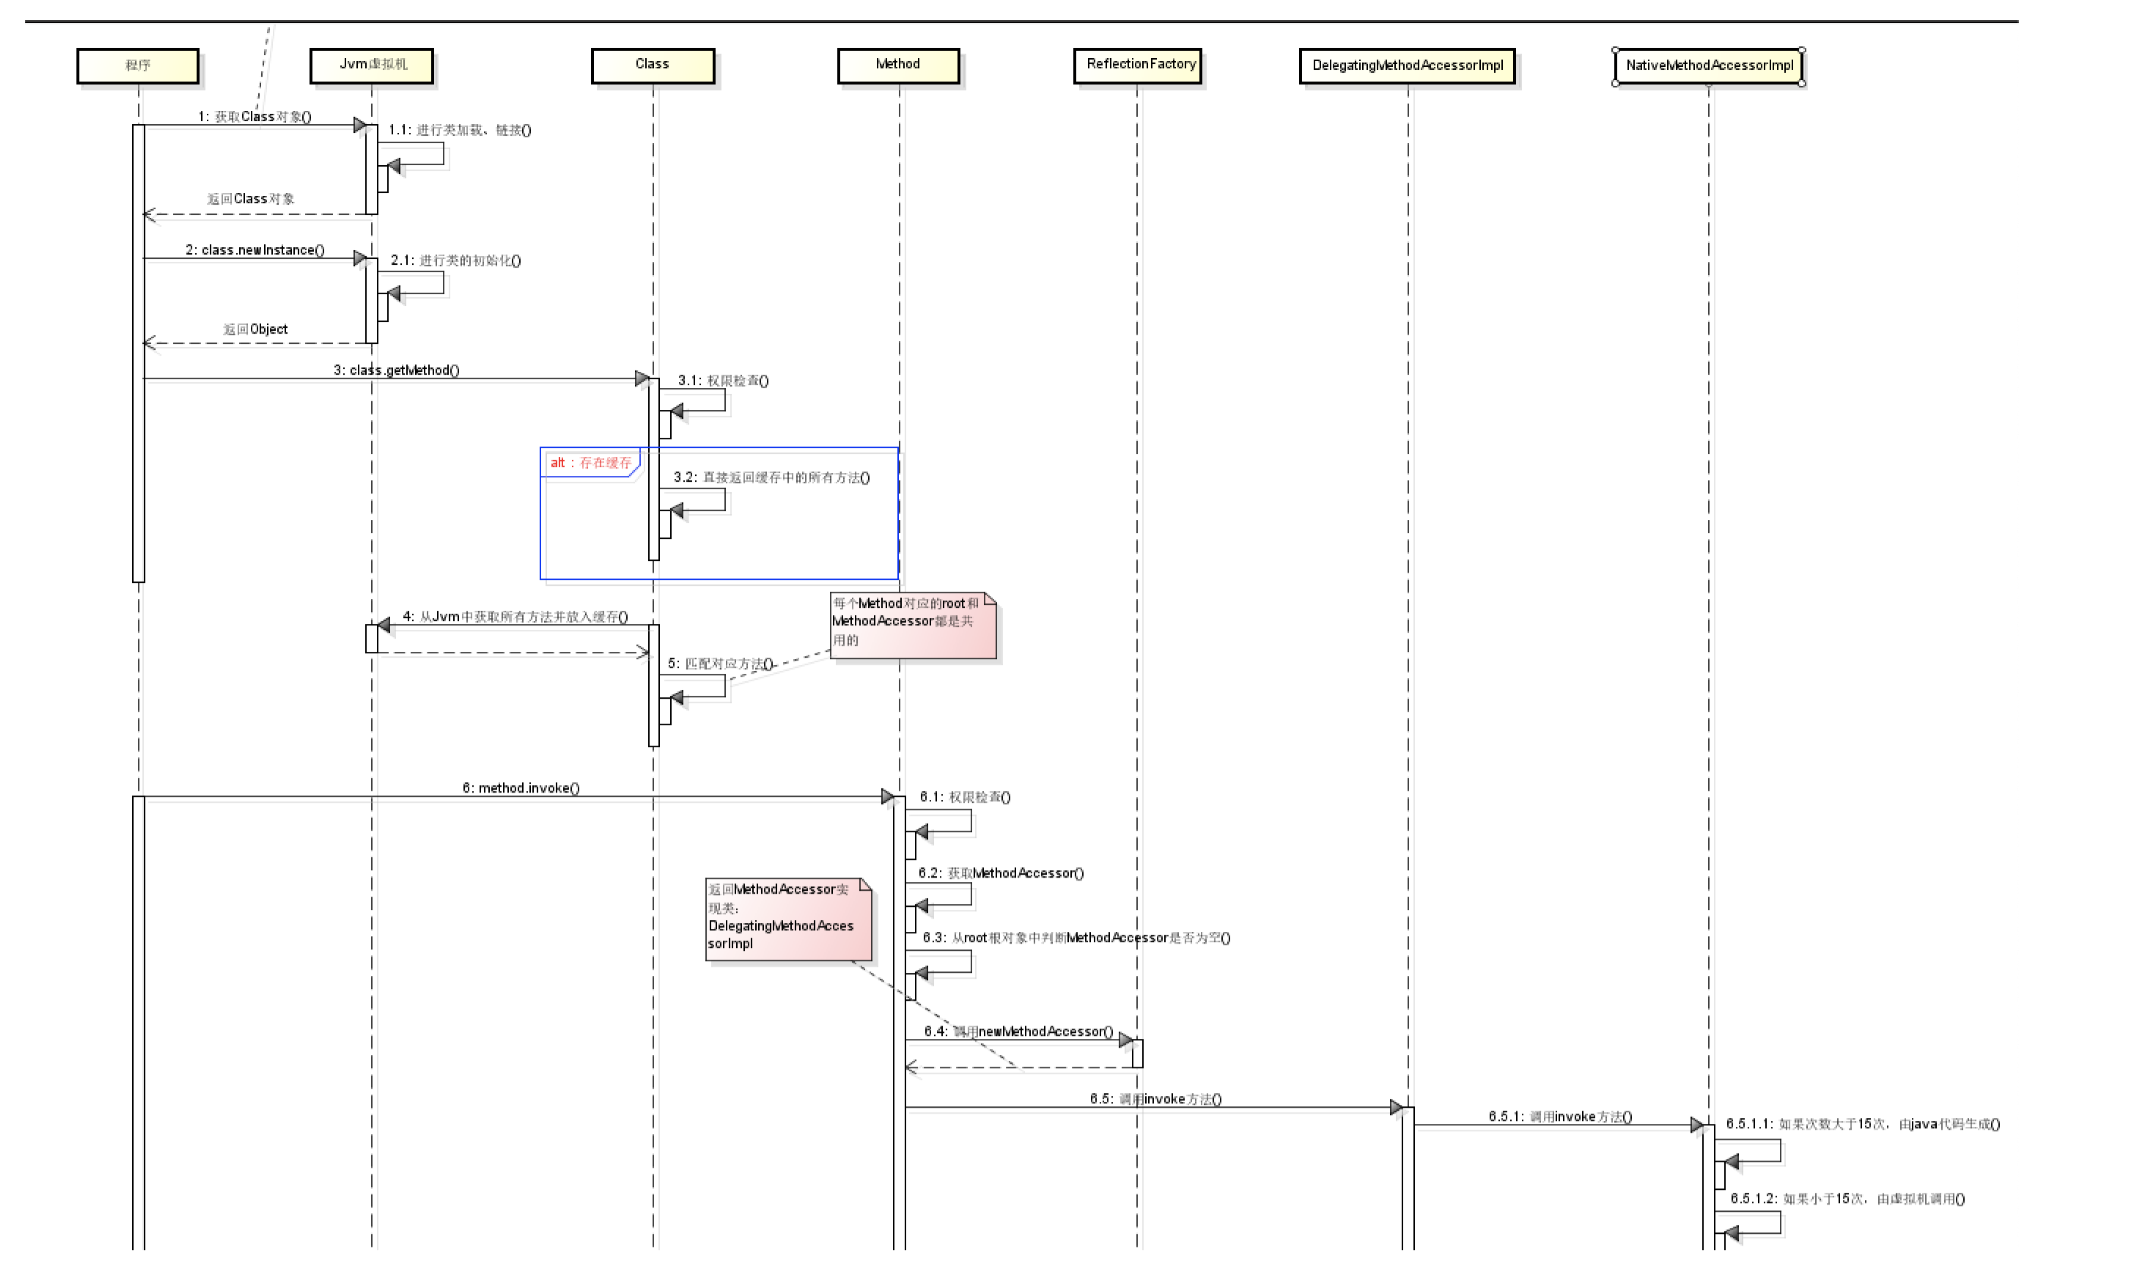 程序
Jvm虚拟机
Class
Method
ReflectionFactory
DelegatingMethodAccessorImpl
NativeMethodAccessorImpl
1: 获取Class对象()
1.1: 进行类加载、链接()
返回Class对象
2: class.newInstance()
2.1: 进行类的初始化()
返回Object
3: class.getMethod()
3.1: 权限检查()
alt : 存在缓存
3.2: 直接返回缓存中的所有方法()
每个Method对应的root和
MethodAccessor都是共
用的
4: 从Jvm中获取所有方法并放入缓存()
5: 匹配对应方法()
6: method.invoke()
6.1: 权限检查()
6.2: 获取MethodAccessor()
返回MethodAccessor实
现类:
DelegatingMethodAcces
sorImpl
6.3: 从root根对象中判断MethodAccessor是否为空()
6.4: 调用newMethodAccessor()
6.5: 调用invoke方法()
6.5.1: 调用invoke方法()
6.5.1.1: 如果次数大于15次，由java代码生成()
6.5.1.2: 如果小于15次，由虚拟机调用()